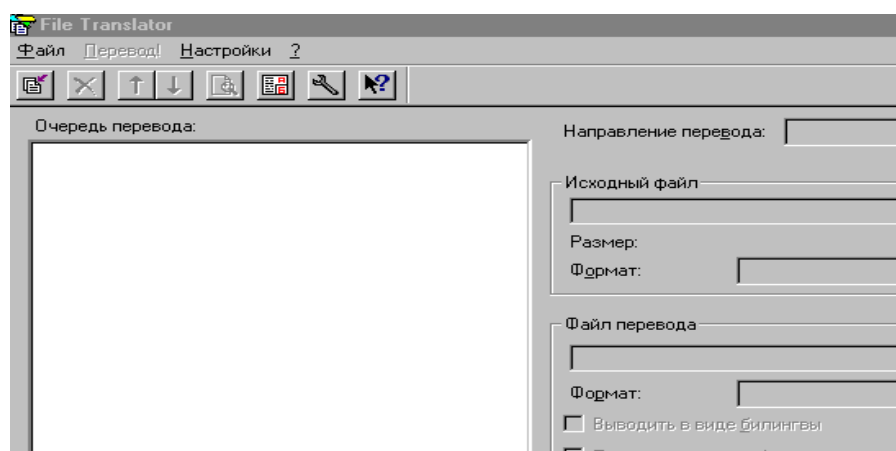 File Translator
Файл Перевод! Настройки ?
Очередь перевода:
Направление перевода:
Исходный файл
Размер:
Формат:
Файл перевода
Формат:
Выводить в виде билингвы